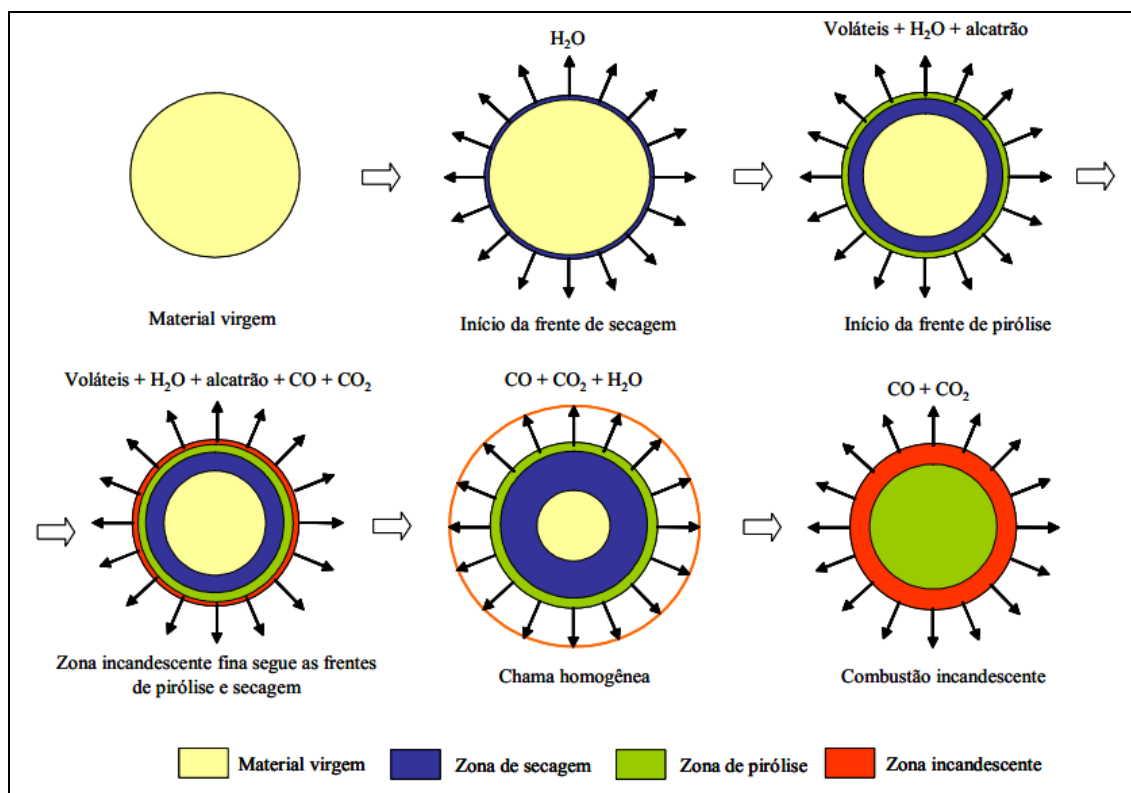 H₂O
Voláteis + H₂O + alcatrão
Material virgem
Início da frente de secagem
Início da frente de pirólise
Voláteis + H₂O + alcatrão + CO + CO₂
CO + CO₂ + H₂O
CO + CO₂
Zona incandescente fina segue as frentes
de pirólise e secagem
Chama homogênea
Combustão incandescente
Material virgem
Zona de secagem
Zona de pirólise
Zona incandescente